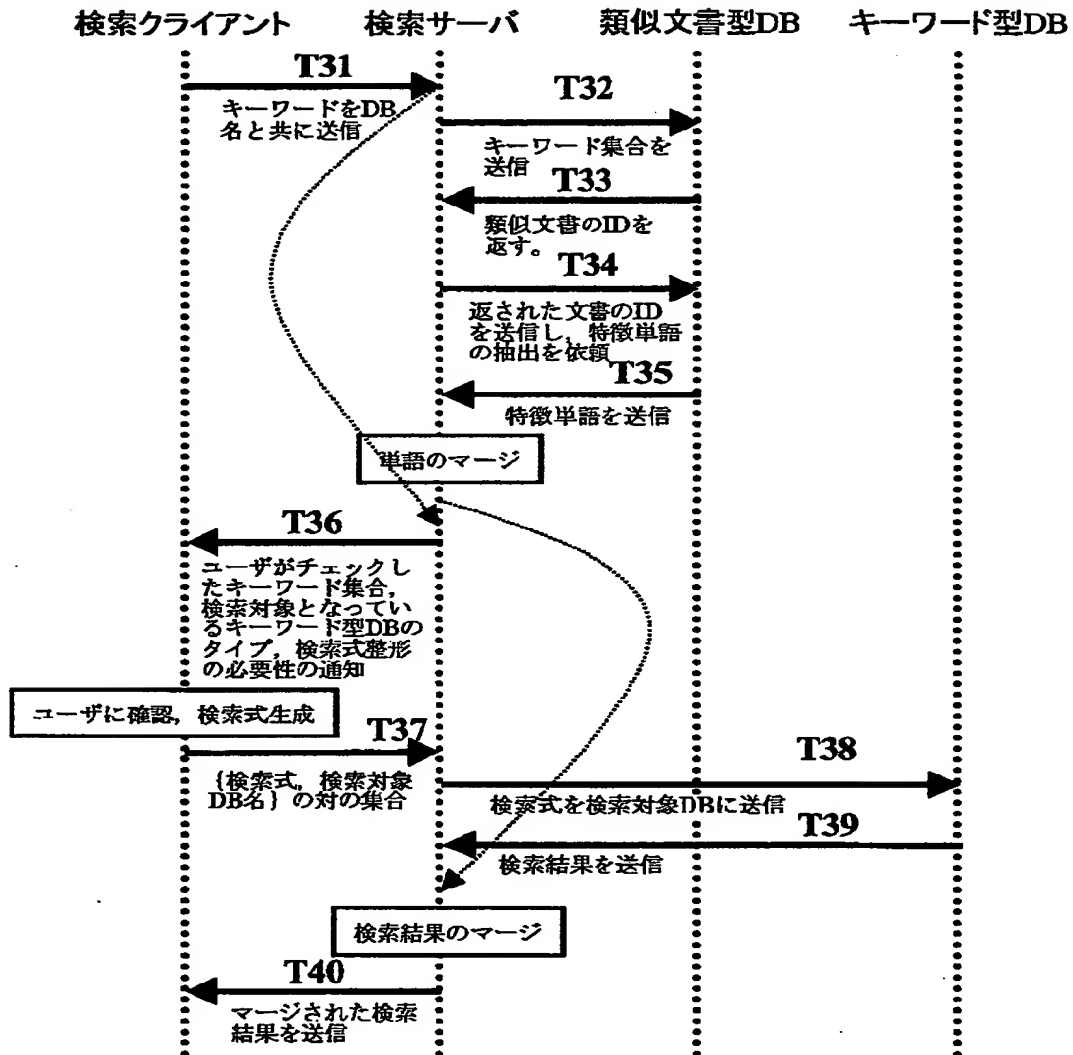 検索クライアント 検索サーバ 類似文書型DB キーワード型DB
T31
キーワードをDB
名と共に送信
T32
キーワード集合を
送信
T33
類似文書のIDを
返す。
T34
返された文書のID
を送信し、特徴単語
の抽出を依頼
T35
特徴単語を送信
単語のマージ
T36
ユーザがチェックし
たキーワード集合,
検索対象となってい
るキーワード型DBの
タイプ, 検索式整形
の必要性の通知
ユーザに確認, 検索式生成
T37
{検索式, 検索対象
DB名} の対の集合
T38
検索式を検索対象DBに送信
T39
検索結果を送信
検索結果のマージ
T40
マージされた検索
結果を送信